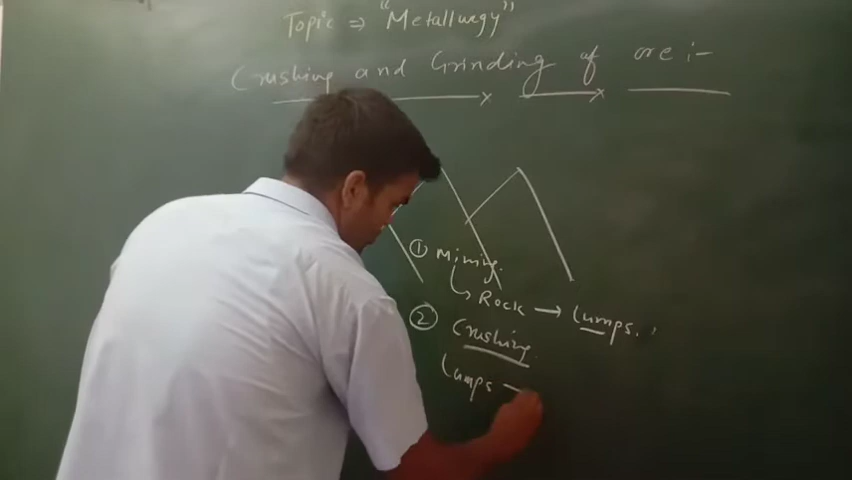 Topic ⇒ "Metallurgy"
Crushing and Grinding of ore :-
① Mining.
↳ Rock → Lumps..
② Crushing.
Lumps —